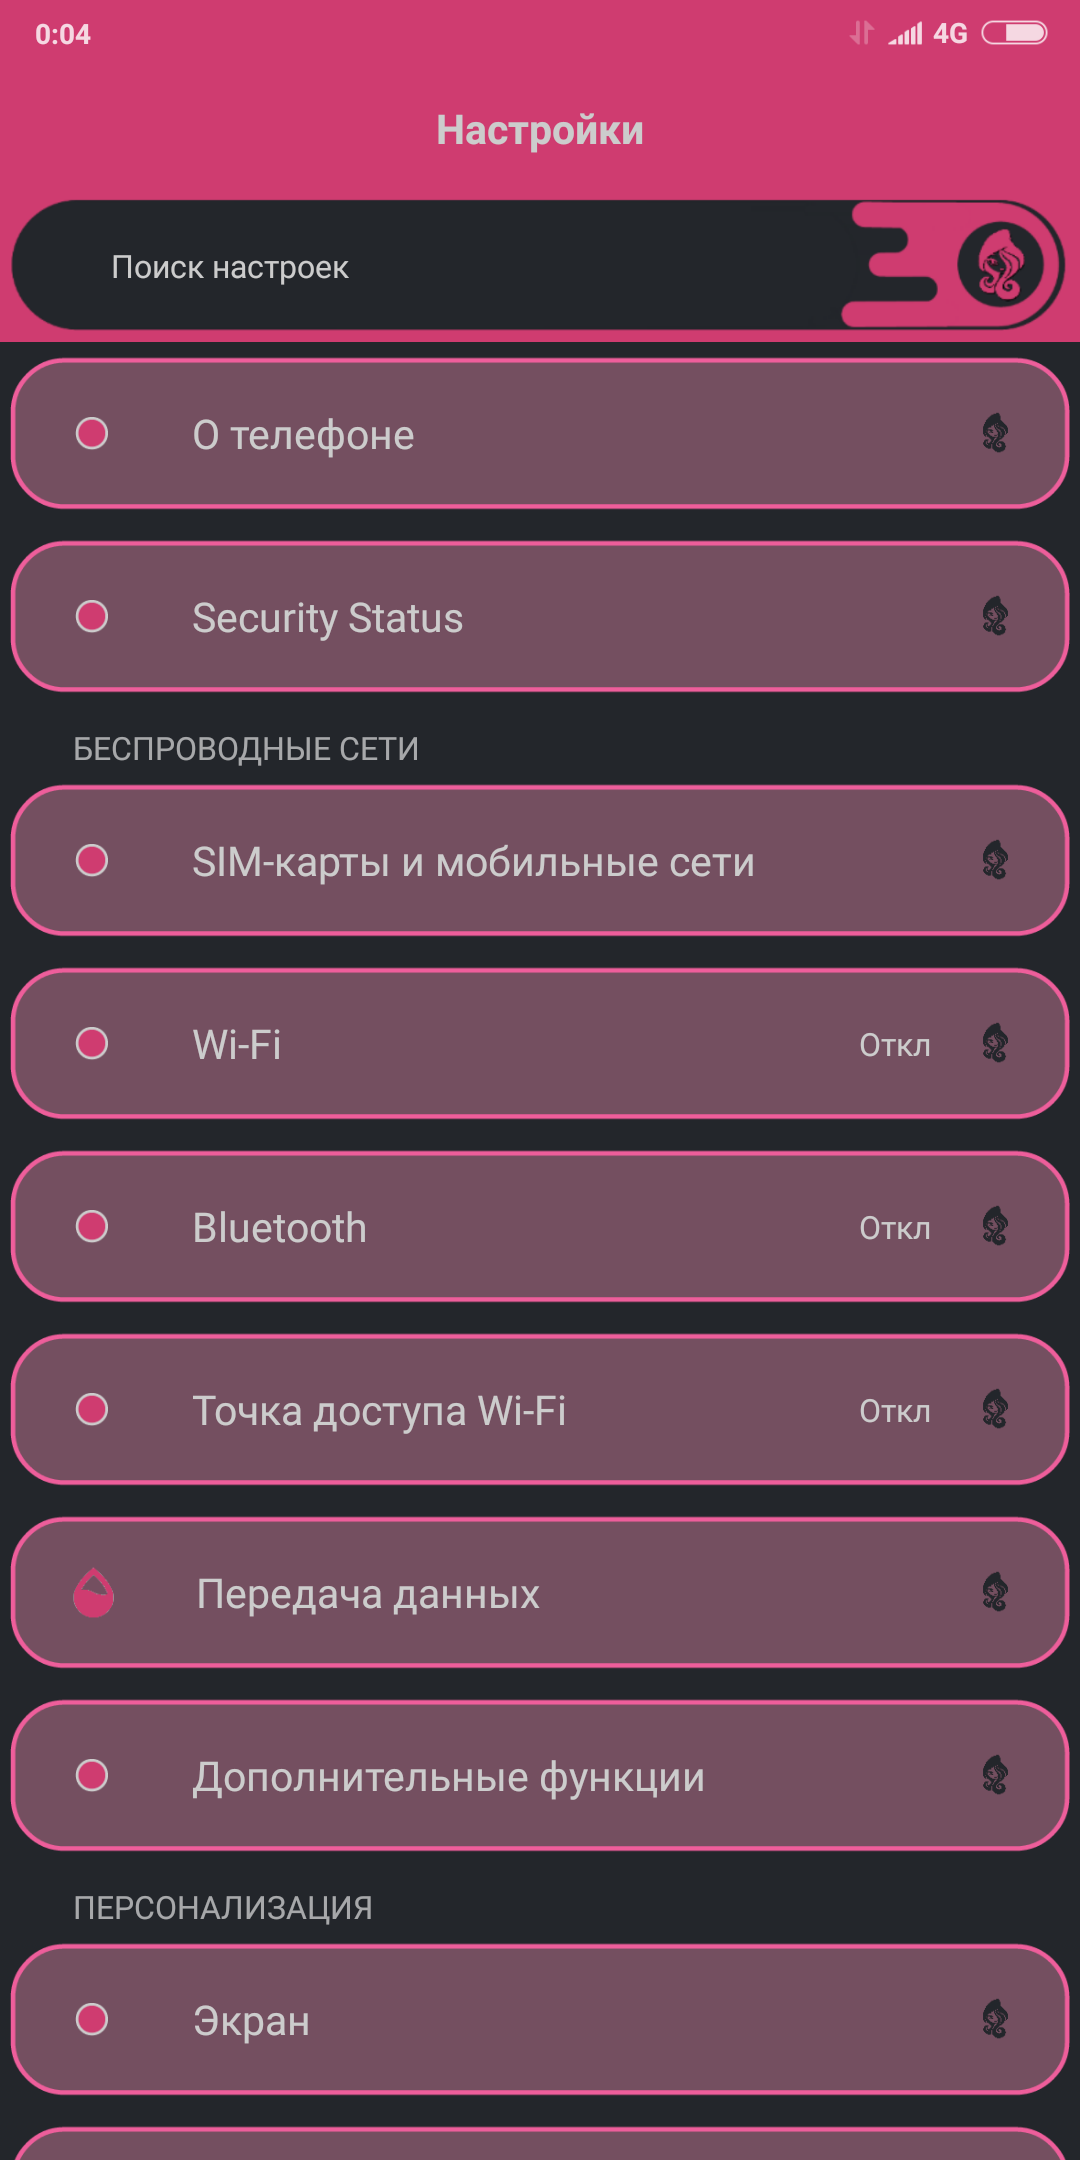 0:04
4G
Настройки
Поиск настроек
О телефоне
Security Status
БЕСПРОВОДНЫЕ СЕТИ
SIM-карты и мобильные сети
Wi-Fi Откл
Bluetooth Откл
Точка доступа Wi-Fi Откл
Передача данных
Дополнительные функции
ПЕРСОНАЛИЗАЦИЯ
Экран